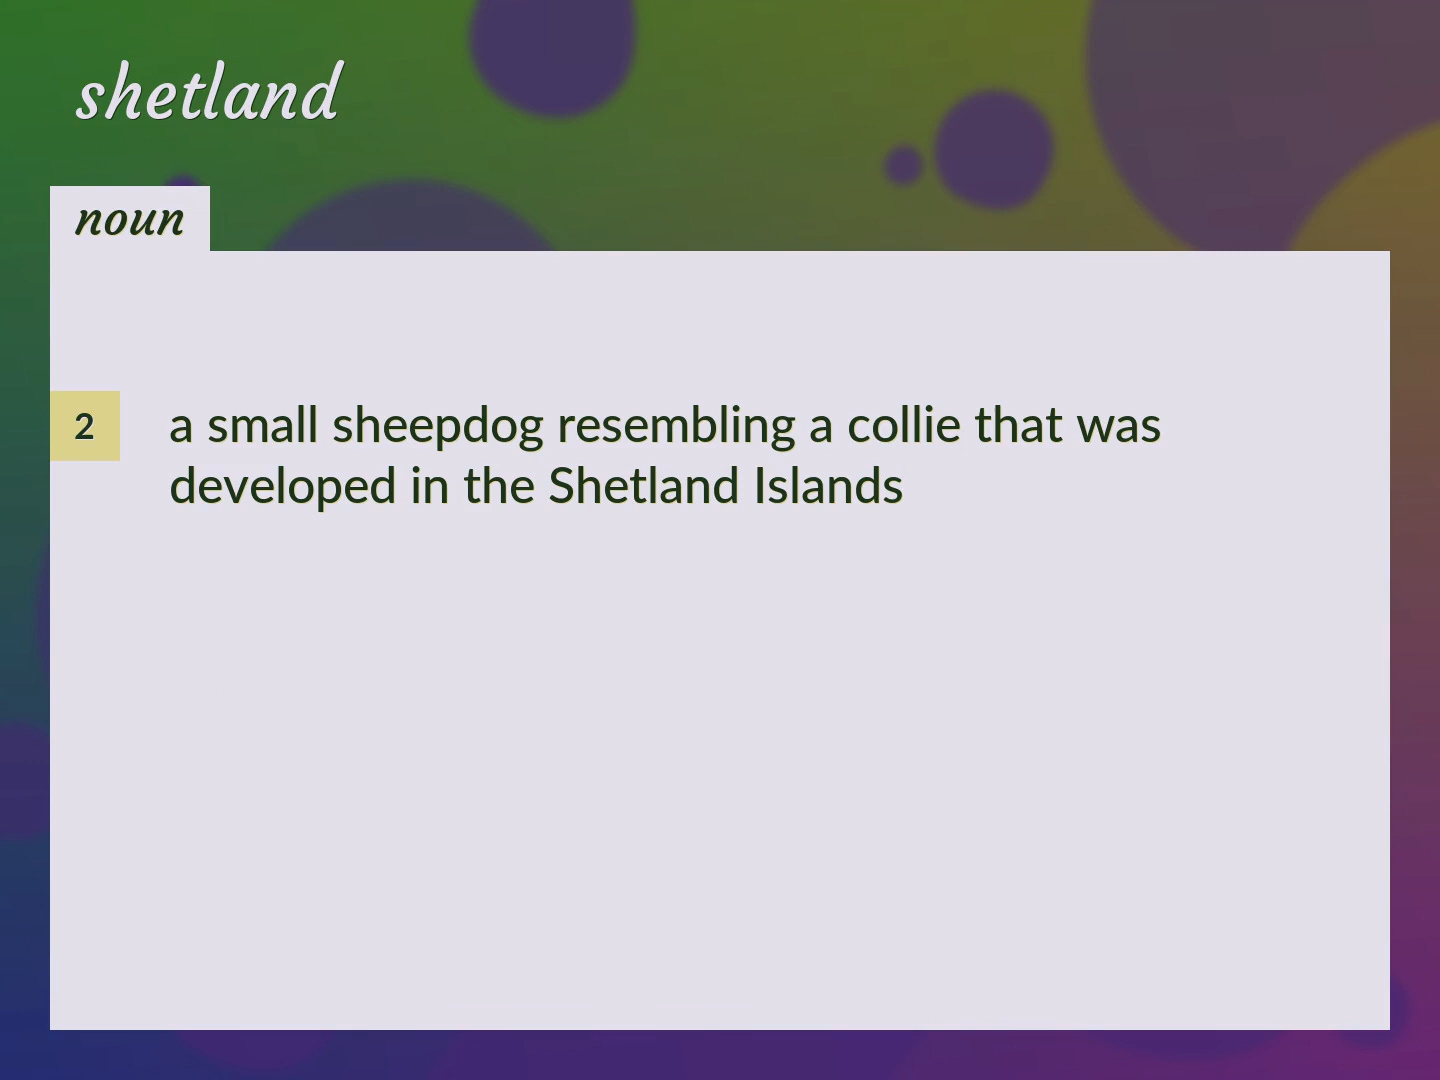 shetland
noun
2
a small sheepdog resembling a collie that was
developed in the Shetland Islands